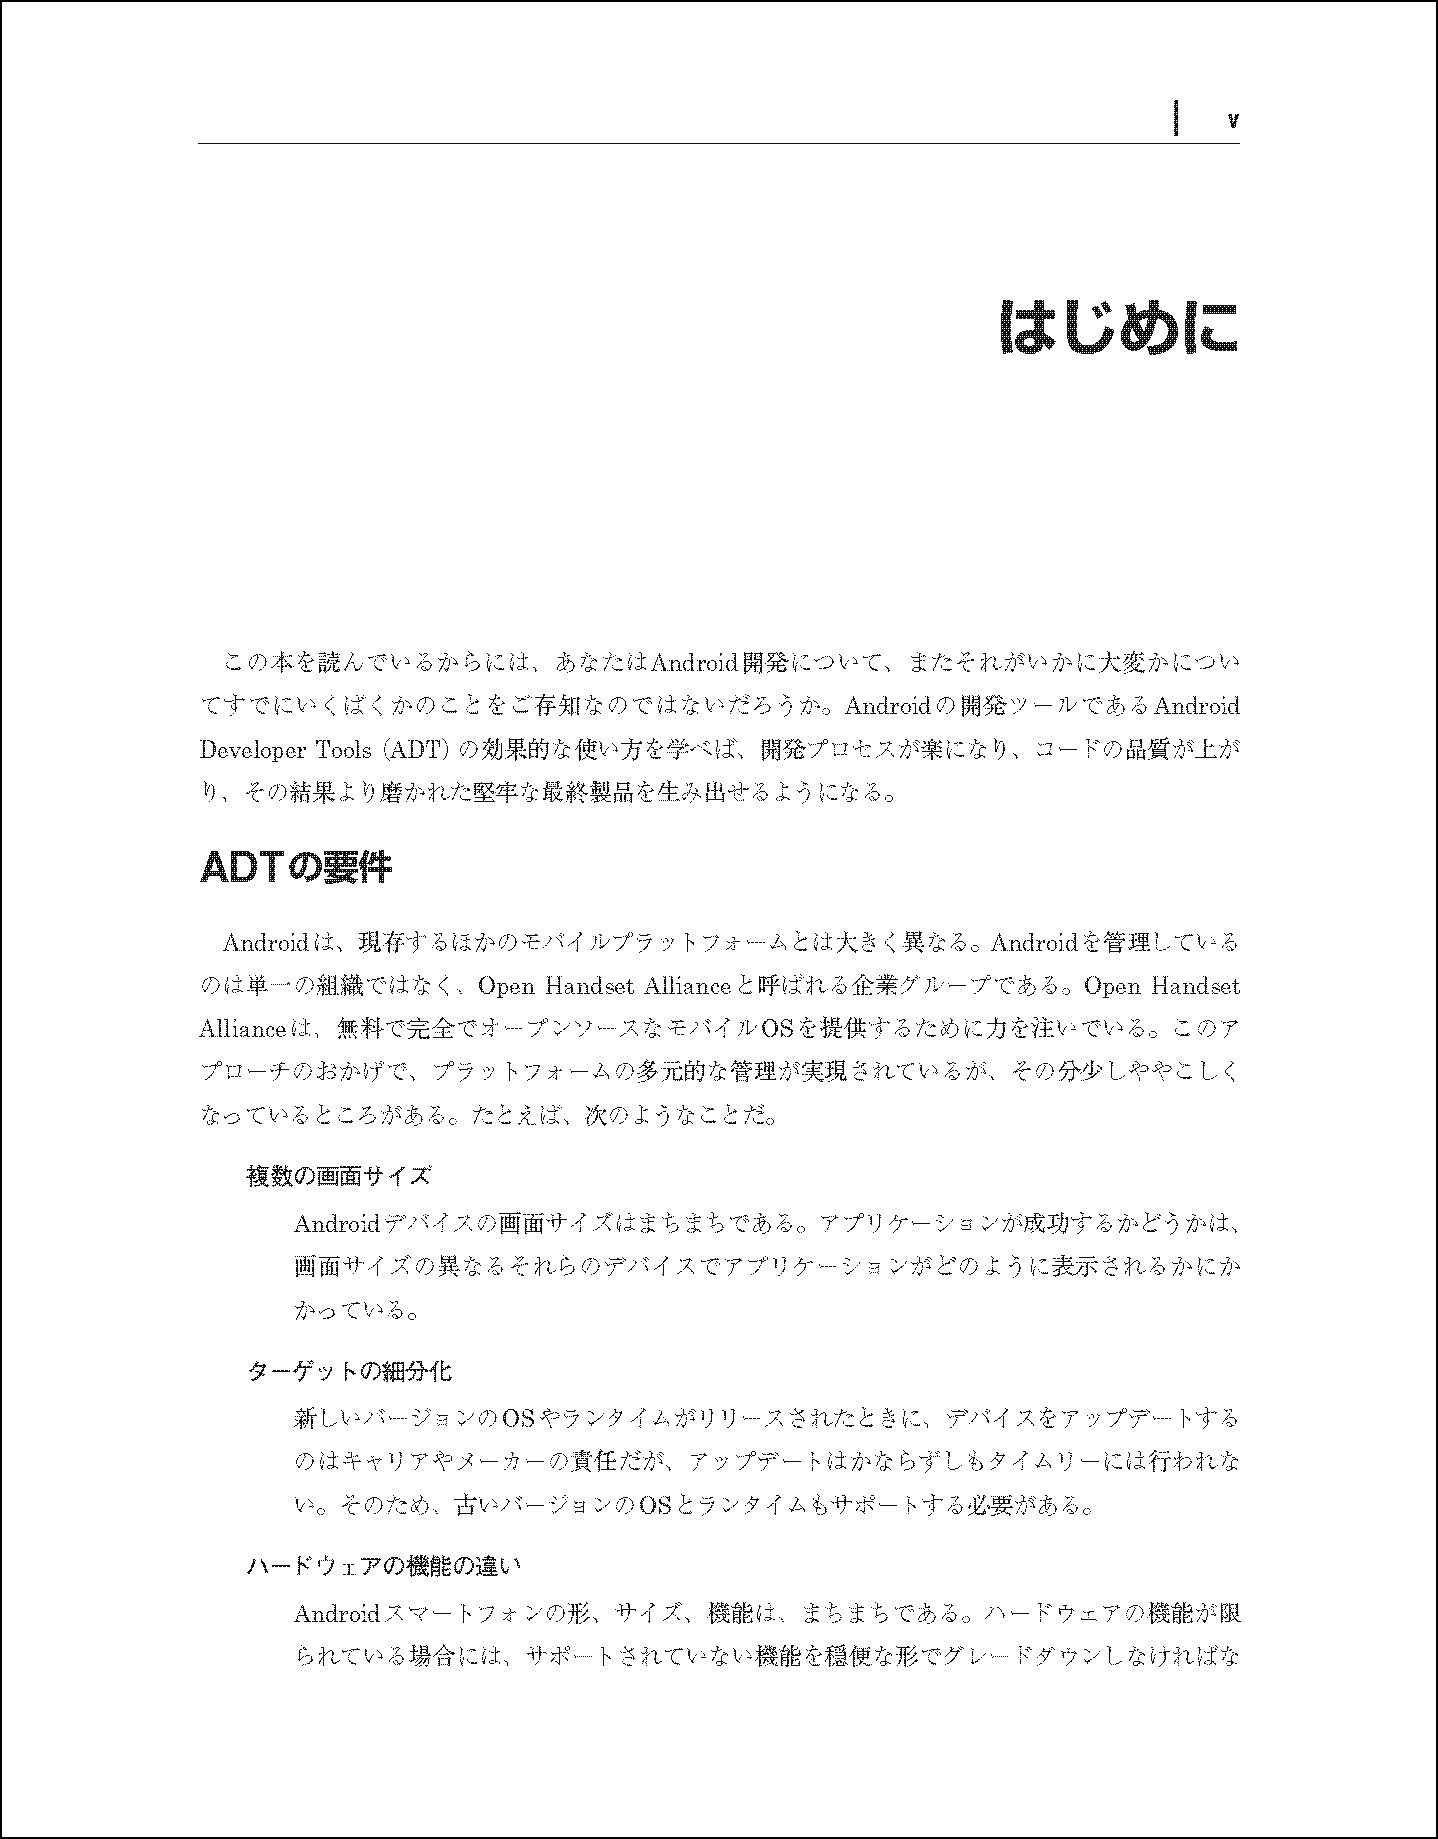 v
はじめに
この本を読んでいるからには、あなたはAndroid開発について、またそれがいかに大変かについ
てすでにいくばくかのことをご存知なのではないだろうか。Androidの開発ツールであるAndroid
Developer Tools（ADT）の効果的な使い方を学べば、開発プロセスが楽になり、コードの品質が上が
り、その結果より磨かれた堅牢な最終製品を生み出せるようになる。
ADTの要件
Androidは、現存するほかのモバイルプラットフォームとは大きく異なる。Androidを管理している
のは単一の組織ではなく、Open Handset Allianceと呼ばれる企業グループである。Open Handset
Allianceは、無料で完全でオープンソースなモバイルOSを提供するために力を注いでいる。このア
プローチのおかげで、プラットフォームの多元的な管理が実現されているが、その分少しややこしく
なっているところがある。たとえば、次のようなことだ。
複数の画面サイズ
Androidデバイスの画面サイズはまちまちである。アプリケーションが成功するかどうかは、
画面サイズの異なるそれらのデバイスでアプリケーションがどのように表示されるかにか
かっている。
ターゲットの細分化
新しいバージョンのOSやランタイムがリリースされたときに、デバイスをアップデートする
のはキャリアやメーカーの責任だが、アップデートはかならずしもタイムリーには行われな
い。そのため、古いバージョンのOSとランタイムもサポートする必要がある。
ハードウェアの機能の違い
Androidスマートフォンの形、サイズ、機能は、まちまちである。ハードウェアの機能が限
られている場合には、サポートされていない機能を穏便な形でグレードダウンしなければな